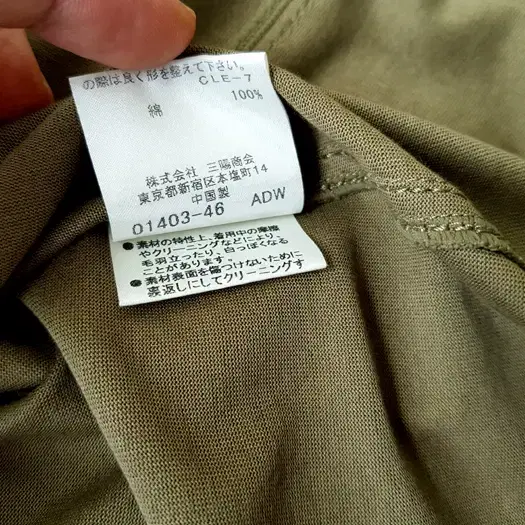 の際は良く形を整えて下さい。
CLE-7
綿 100%
株式会社 三陽商会
東京都新宿区本塩町14
中国製
01403-46 ADW
●素材の特性上、着用中の摩擦
やクリーニングなどにより、
毛羽立ったり、白っぽくなる
ことがあります。
●素材表面を傷つけないために
裏返しにしてクリーニングす